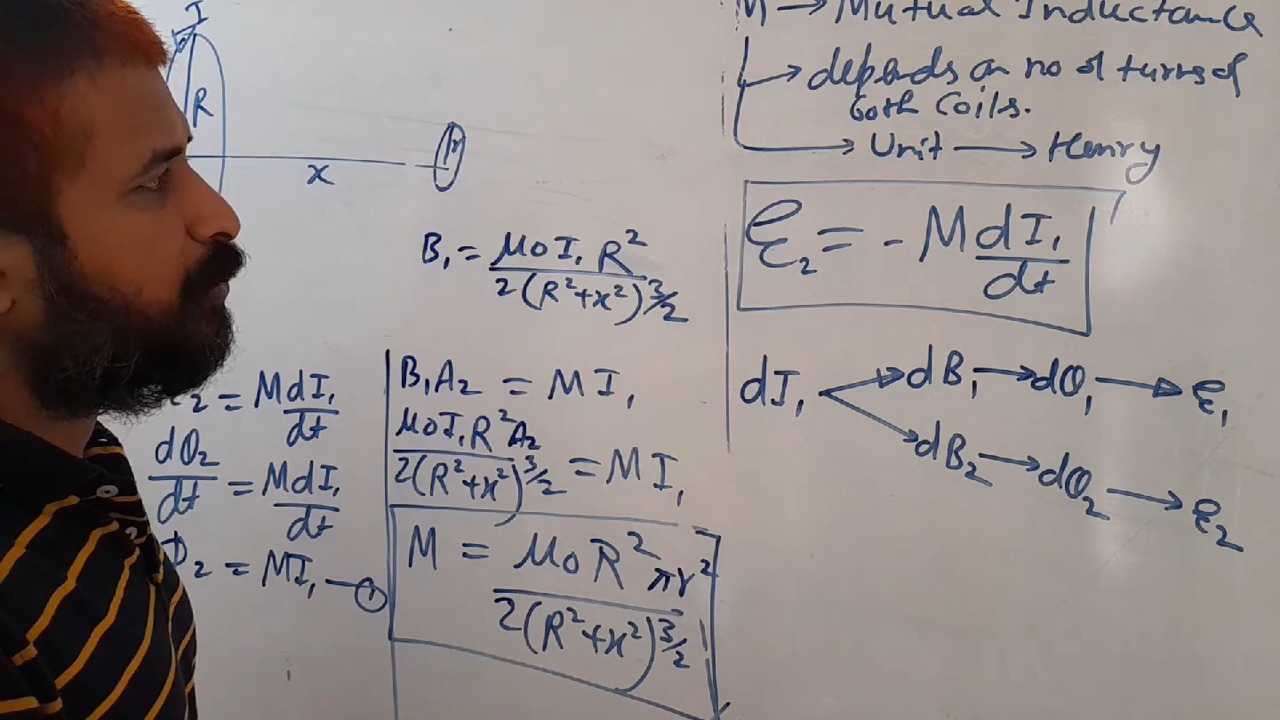 I
R
x
r
B₁ = μ₀I₁R² / 2(R²+x²)^3/2
ε₂ = M dI₁/dt
dΦ₂/dt = M dI₁/dt
Φ₂ = MI₁ — ①
B₁A₂ = MI₁
μ₀I₁R²A₂ / 2(R²+x²)^3/2 = MI₁
M = μ₀R²πr² / 2(R²+x²)^3/2
M → Mutual Inductance
→ depends on no of turns of
both Coils.
→ Unit → Henry
ε₂ = - M dI₁/dt
dI₁ → dB₁ → dΦ₁ → ε₁
→ dB₂ → dΦ₂ → ε₂